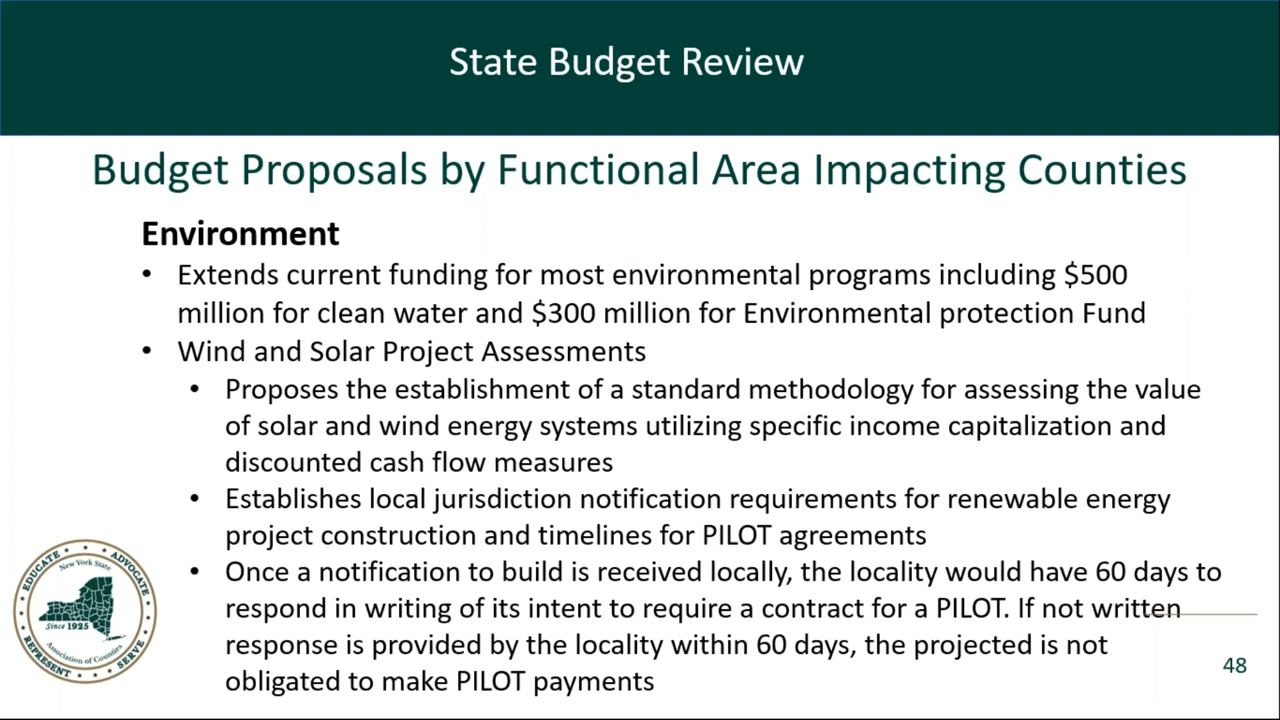 State Budget Review
Budget Proposals by Functional Area Impacting Counties
Environment
• Extends current funding for most environmental programs including $500
million for clean water and $300 million for Environmental protection Fund
• Wind and Solar Project Assessments
• Proposes the establishment of a standard methodology for assessing the value
of solar and wind energy systems utilizing specific income capitalization and
discounted cash flow measures
• Establishes local jurisdiction notification requirements for renewable energy
project construction and timelines for PILOT agreements
• Once a notification to build is received locally, the locality would have 60 days to
respond in writing of its intent to require a contract for a PILOT. If not written
response is provided by the locality within 60 days, the projected is not
obligated to make PILOT payments
EDUCATE
ADVOCATE
New York State
Since 1925
Association of Counties
REPRESENT
SERVE
48